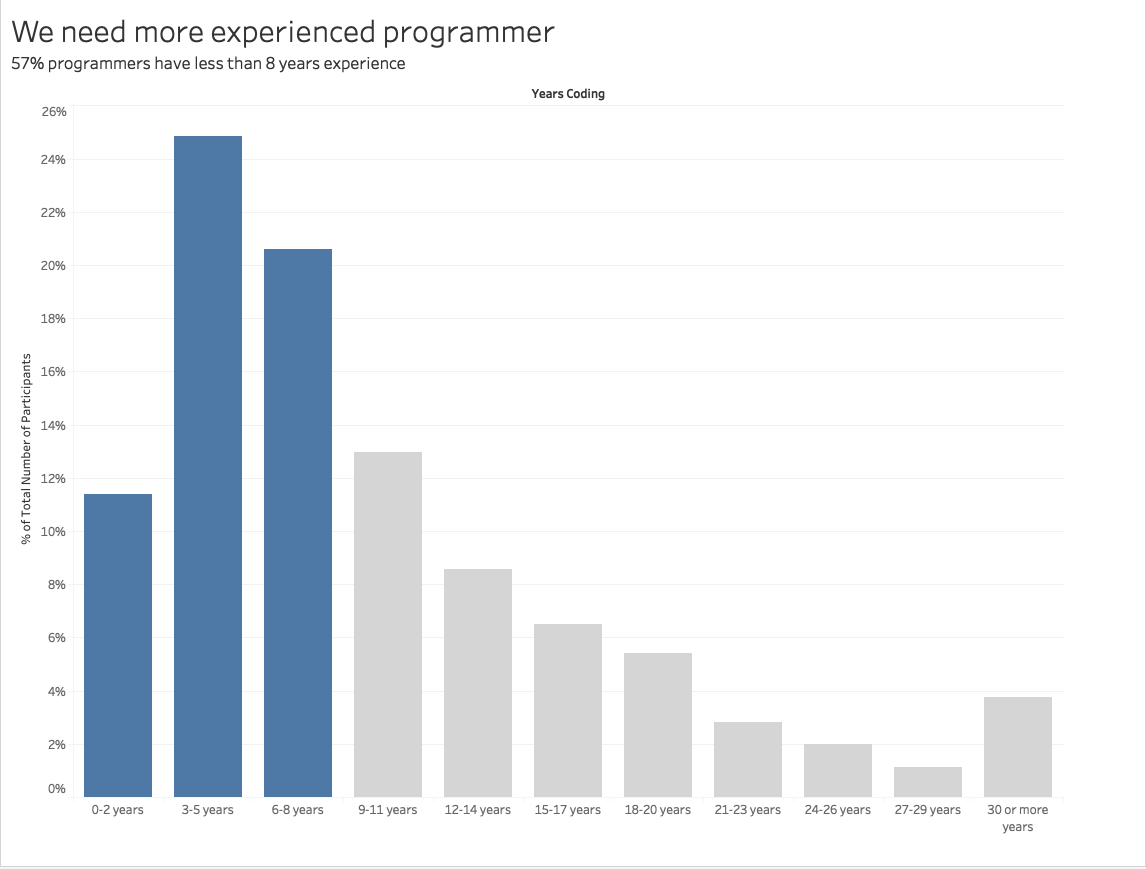 We need more experienced programmer
57% programmers have less than 8 years experience
Years Coding
26%
24%
22%
20%
18%
16%
14%
12%
10%
8%
6%
4%
2%
0%
% of Total Number of Participants
0-2 years
3-5 years
6-8 years
9-11 years
12-14 years
15-17 years
18-20 years
21-23 years
24-26 years
27-29 years
30 or more
years